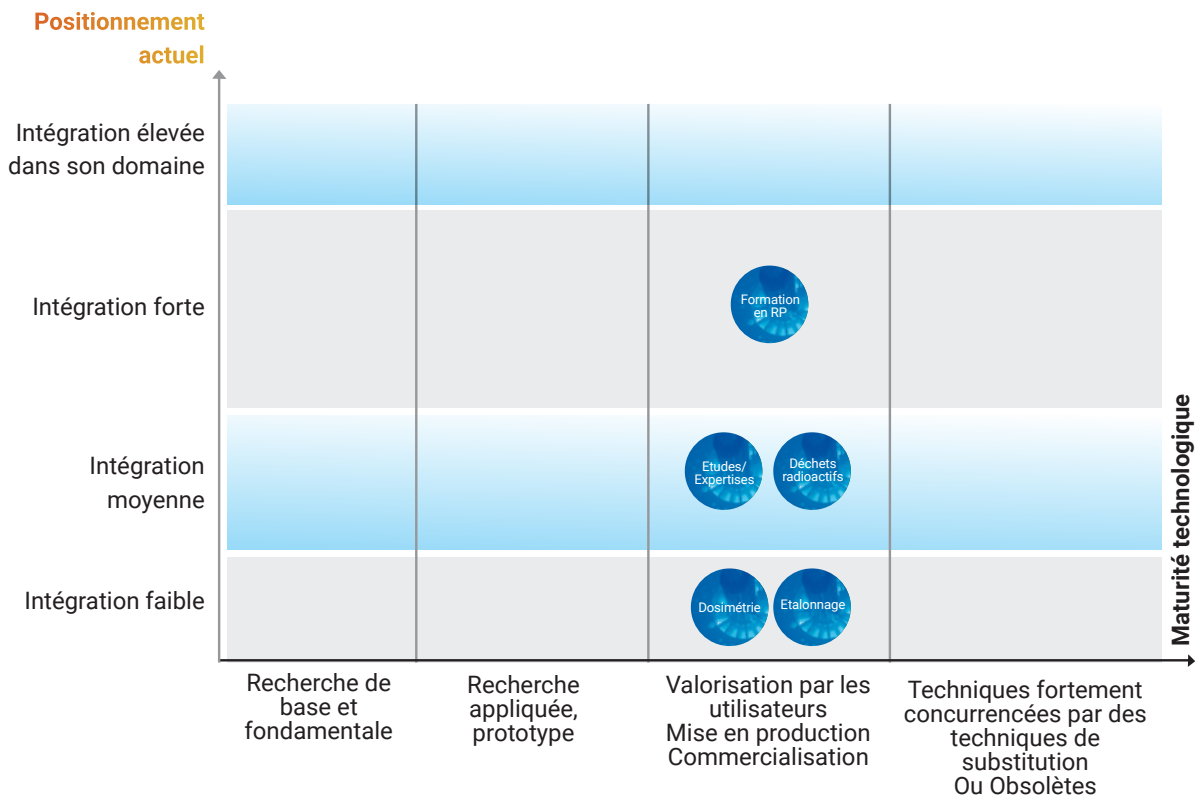 Positionnement
actuel
Intégration élevée
dans son domaine
Intégration forte
Formation
en RP
Intégration
moyenne
Etudes/
Expertises
Déchets
radioactifs
Intégration faible
Dosimétrie
Etalonnage
Maturité technologique
Recherche de
base et
fondamentale
Recherche
appliquée,
prototype
Valorisation par les
utilisateurs
Mise en production
Commercialisation
Techniques fortement
concurrencées par des
techniques de
substitution
Ou Obsolètes